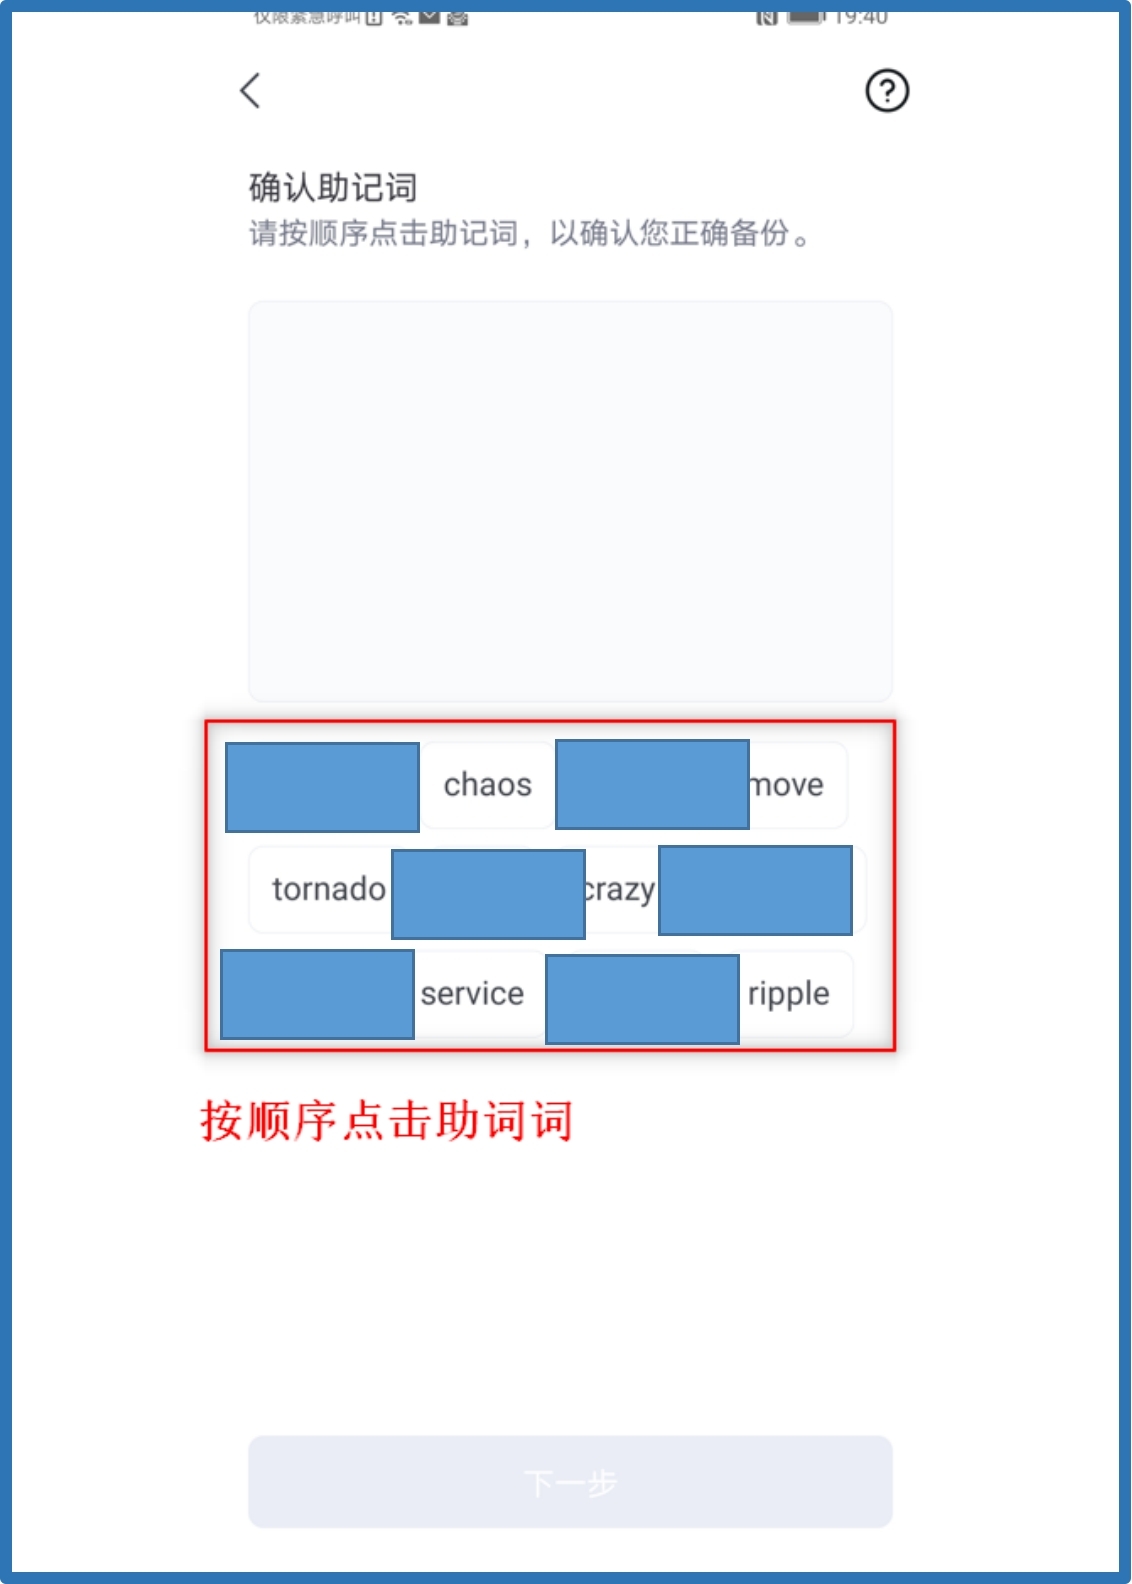 仅限紧急呼叫 19:40
确认助记词
请按顺序点击助记词，以确认您正确备份。
chaos move
tornado crazy
service ripple
按顺序点击助词词
下一步